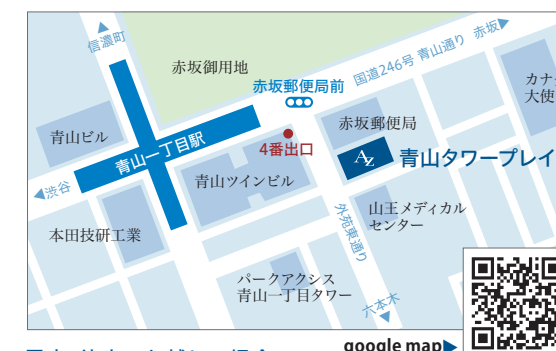 信濃町
赤坂御用地
国道246号 青山通り
赤坂
赤坂郵便局前
カナ
大使
青山ビル
青山一丁目駅
4番出口
赤坂郵便局
AZ
青山タワープレイ
渋谷
青山ツインビル
本田技研工業
外苑東通り
山王メディカル
センター
パークアクシス
青山一丁目タワー
六本木
google map